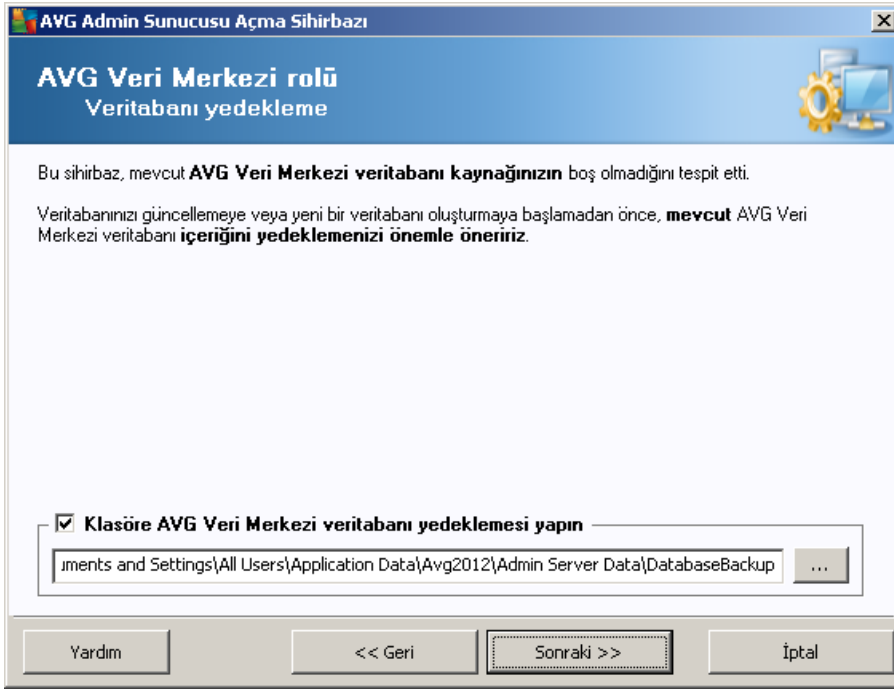 AVG Admin Sunucusu Açma Sihirbazı
AVG Veri Merkezi rolü
Veritabanı yedekleme
Bu sihirbaz, mevcut AVG Veri Merkezi veritabanı kaynağınızın boş olmadığını tespit etti.
Veritabanınızı güncellemeye veya yeni bir veritabanı oluşturmaya başlamadan önce, mevcut AVG Veri
Merkezi veritabanı içeriğini yedeklemenizi önemle öneririz.
Klasöre AVG Veri Merkezi veritabanı yedeklemesi yapın
uments and Settings\All Users\Application Data\Avg2012\Admin Server Data\DatabaseBackup
...
Yardım
<< Geri
Sonraki >>
İptal